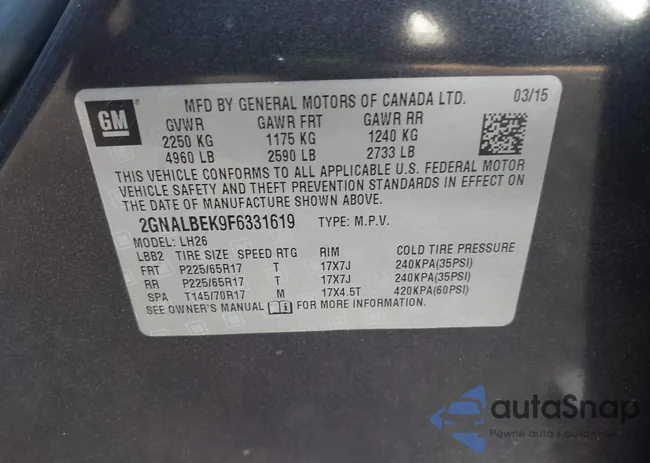 GM
MFD BY GENERAL MOTORS OF CANADA LTD. 03/15
GVWR GAWR FRT GAWR RR
2250 KG 1175 KG 1240 KG
4960 LB 2590 LB 2733 LB
THIS VEHICLE CONFORMS TO ALL APPLICABLE U.S. FEDERAL MOTOR
VEHICLE SAFETY AND THEFT PREVENTION STANDARDS IN EFFECT ON
THE DATE OF MANUFACTURE SHOWN ABOVE.
2GNALBEK9F6331619 TYPE: M.P.V.
MODEL: LH26
LBB2 TIRE SIZE SPEED RTG RIM COLD TIRE PRESSURE
FRT P225/65R17 T 17X7J 240KPA(35PSI)
RR P225/65R17 T 17X7J 240KPA(35PSI)
SPA T145/70R17 M 17X4.5T 420KPA(60PSI)
SEE OWNER'S MANUAL FOR MORE INFORMATION.
autaSnap
Pewne auta z